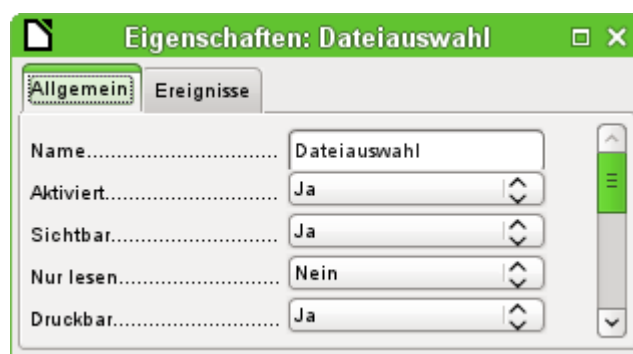 Eigenschaften: Dateiauswahl
Allgemein Ereignisse
Name.............................. Dateiauswahl
Aktiviert........................... Ja
Sichtbar.......................... Ja
Nur lesen........................ Nein
Druckbar......................... Ja